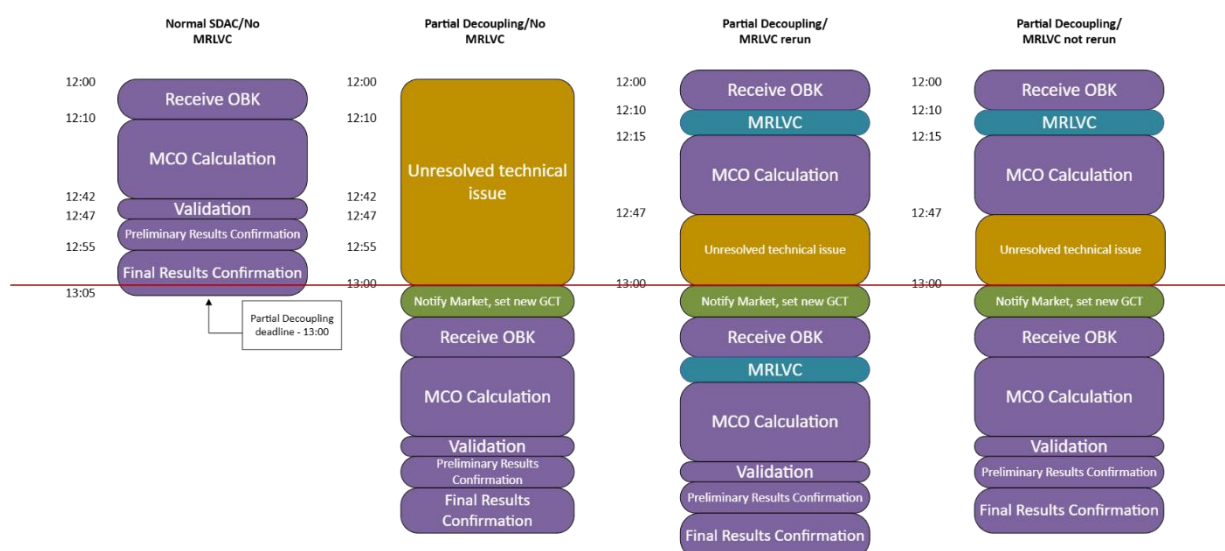 Normal SDAC/No
MRLVC
12:00
12:10
12:42
12:47
12:55
13:05
Receive OBK
MCO Calculation
Validation
Preliminary Results Confirmation
Final Results Confirmation
Partial Decoupling
deadline - 13:00
Partial Decoupling/No
MRLVC
12:00
12:10
12:42
12:47
12:55
13:00
Unresolved technical
issue
Notify Market, set new GCT
Receive OBK
MCO Calculation
Validation
Preliminary Results
Confirmation
Final Results
Confirmation
Partial Decoupling/
MRLVC rerun
12:00
12:10
12:15
12:47
13:00
Receive OBK
MRLVC
MCO Calculation
Unresolved technical issue
Notify Market, set new GCT
Receive OBK
MRLVC
MCO Calculation
Validation
Preliminary Results Confirmation
Final Results Confirmation
Partial Decoupling/
MRLVC not rerun
12:00
12:10
12:15
12:47
13:00
Receive OBK
MRLVC
MCO Calculation
Unresolved technical issue
Notify Market, set new GCT
Receive OBK
MCO Calculation
Validation
Preliminary Results Confirmation
Final Results Confirmation